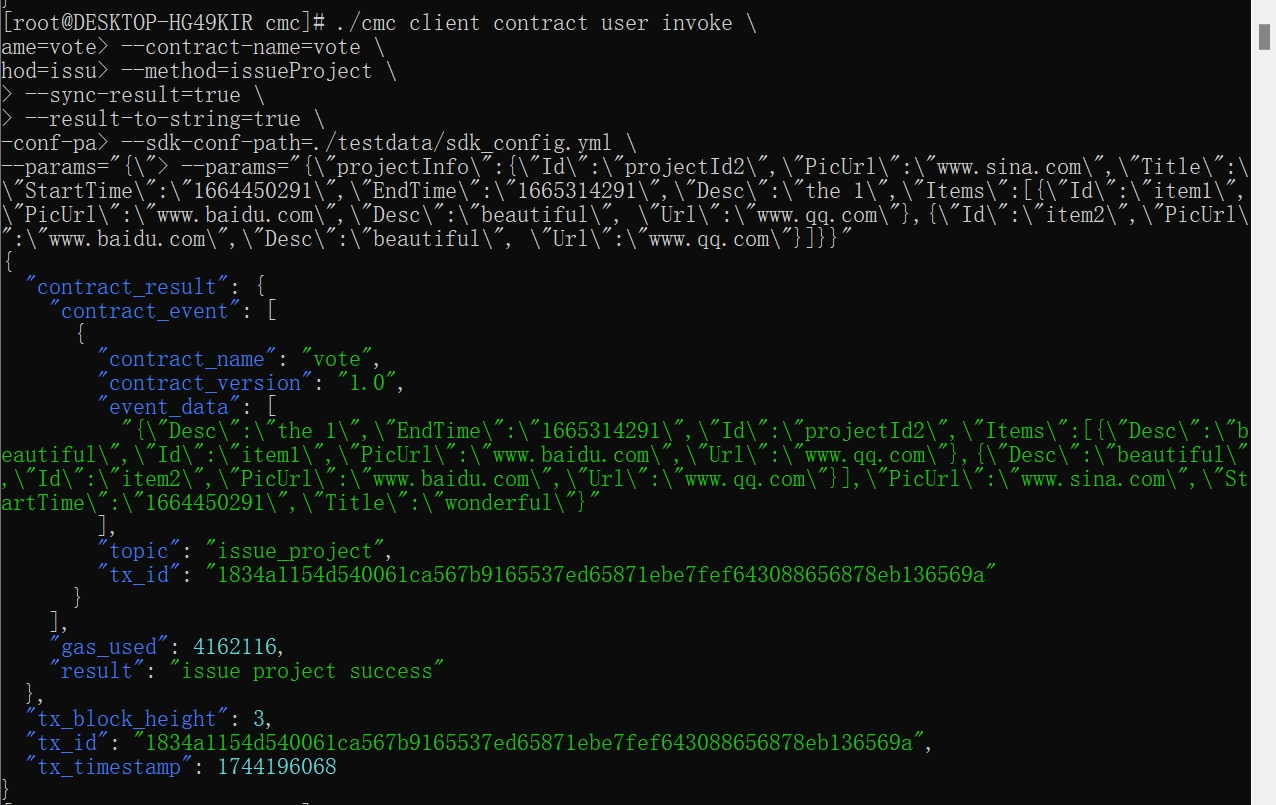 [root@DESKTOP-HG49KIR cmc]# ./cmc client contract user invoke \
ame=vote> --contract-name=vote \
hod=issu> --method=issueProject \
> --sync-result=true \
> --result-to-string=true \
-conf-pa> --sdk-conf-path=./testdata/sdk_config.yml \
--params="{\"> --params="{\"projectInfo\":{\"Id\":\"projectId2\",\"PicUrl\":\"www.sina.com\",\"Title\":\
\"StartTime\":\"1664450291\",\"EndTime\":\"1665314291\",\"Desc\":\"the 1\",\"Items\":[{\"Id\":\"item1\",
\"PicUrl\":\"www.baidu.com\",\"Desc\":\"beautiful\", \"Url\":\"www.qq.com\"},{\"Id\":\"item2\",\"PicUrl\
":\"www.baidu.com\",\"Desc\":\"beautiful\", \"Url\":\"www.qq.com\"}]}}"
{
  "contract_result": {
    "contract_event": [
      {
        "contract_name": "vote",
        "contract_version": "1.0",
        "event_data": [
          "{\"Desc\":\"the 1\",\"EndTime\":\"1665314291\",\"Id\":\"projectId2\",\"Items\":[{\"Desc\":\"b
eautiful\",\"Id\":\"item1\",\"PicUrl\":\"www.baidu.com\",\"Url\":\"www.qq.com\"},{\"Desc\":\"beautiful\"
,\"Id\":\"item2\",\"PicUrl\":\"www.baidu.com\",\"Url\":\"www.qq.com\"}],\"PicUrl\":\"www.sina.com\",\"St
artTime\":\"1664450291\",\"Title\":\"wonderful\"}"
        ],
        "topic": "issue_project",
        "tx_id": "1834a1154d540061ca567b9165537ed65871ebe7fef643088656878eb136569a"
      }
    ],
    "gas_used": 4162116,
    "result": "issue project success"
  },
  "tx_block_height": 3,
  "tx_id": "1834a1154d540061ca567b9165537ed65871ebe7fef643088656878eb136569a",
  "tx_timestamp": 1744196068
}